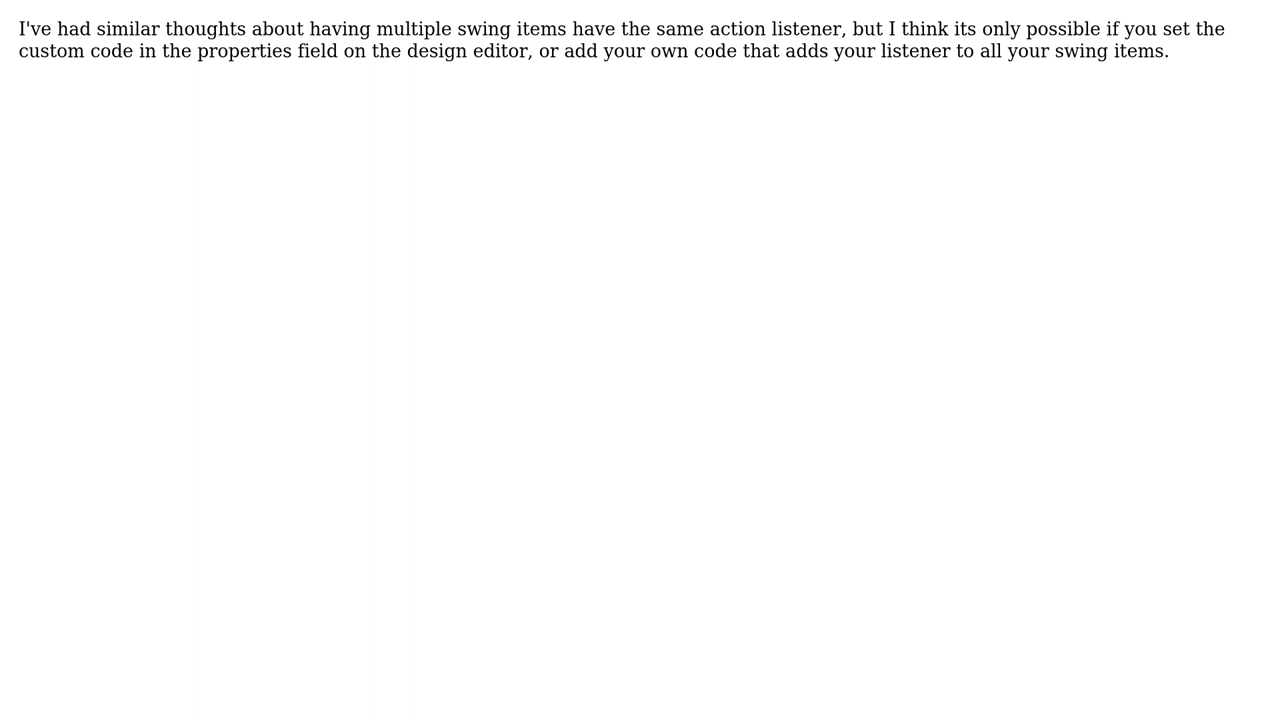 I've had similar thoughts about having multiple swing items have the same action listener, but I think its only possible if you set the
custom code in the properties field on the design editor, or add your own code that adds your listener to all your swing items.